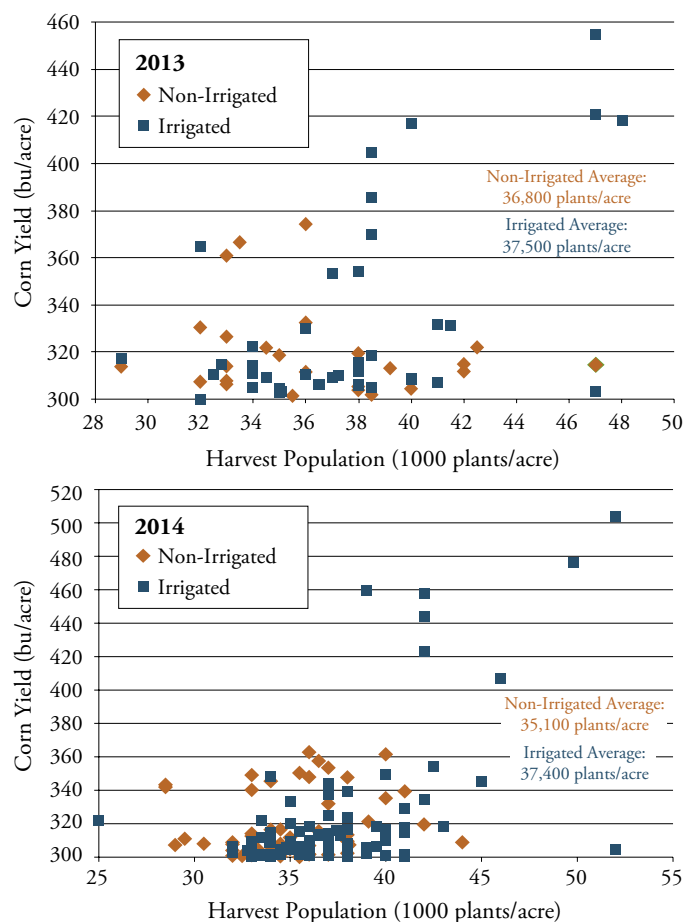 460
440
420
400
380
360
340
320
300
Corn Yield (bu/acre)
2013
Non-Irrigated
Irrigated
Non-Irrigated Average:
36,800 plants/acre
Irrigated Average:
37,500 plants/acre
28 30 32 34 36 38 40 42 44 46 48 50
Harvest Population (1000 plants/acre)
520
500
480
460
440
420
400
380
360
340
320
300
Corn Yield (bu/acre)
2014
Non-Irrigated
Irrigated
Non-Irrigated Average:
35,100 plants/acre
Irrigated Average:
37,400 plants/acre
25 30 35 40 45 50 55
Harvest Population (1000 plants/acre)